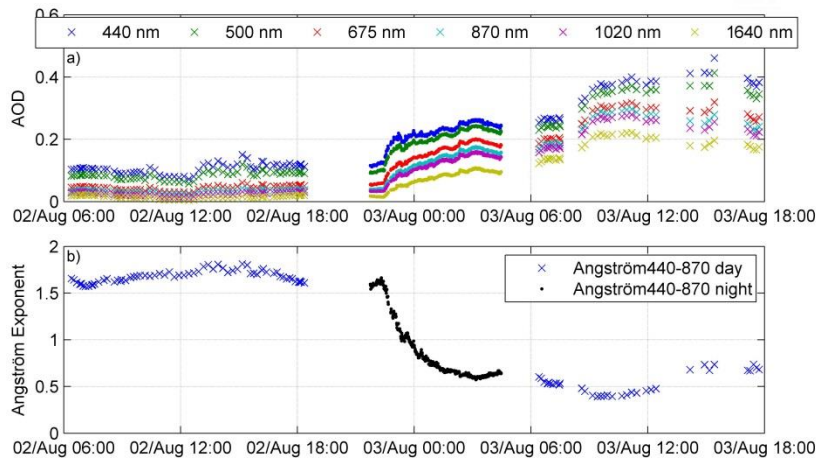 0.6
440 nm 500 nm 675 nm 870 nm 1020 nm 1640 nm
a)
0.4
AOD
0.2
0
02/Aug 06:00 02/Aug 12:00 02/Aug 18:00 03/Aug 00:00 03/Aug 06:00 03/Aug 12:00 03/Aug 18:00
2
b)
Angström440-870 day
Angström440-870 night
1.5
Angström Exponent
1
0.5
0
02/Aug 06:00 02/Aug 12:00 02/Aug 18:00 03/Aug 00:00 03/Aug 06:00 03/Aug 12:00 03/Aug 18:00